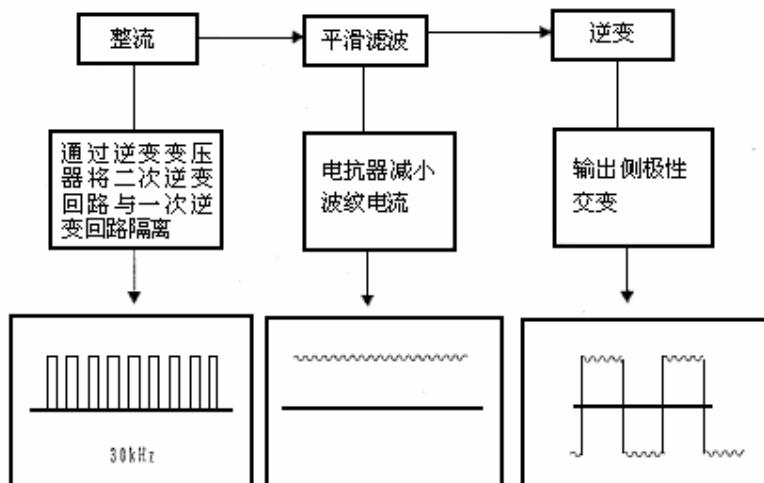 整流
平滑滤波
逆变
通过逆变变压
器将二次逆变
回路与一次逆
变回路隔离
电抗器减小
波纹电流
输出侧极性
交变
30kHz